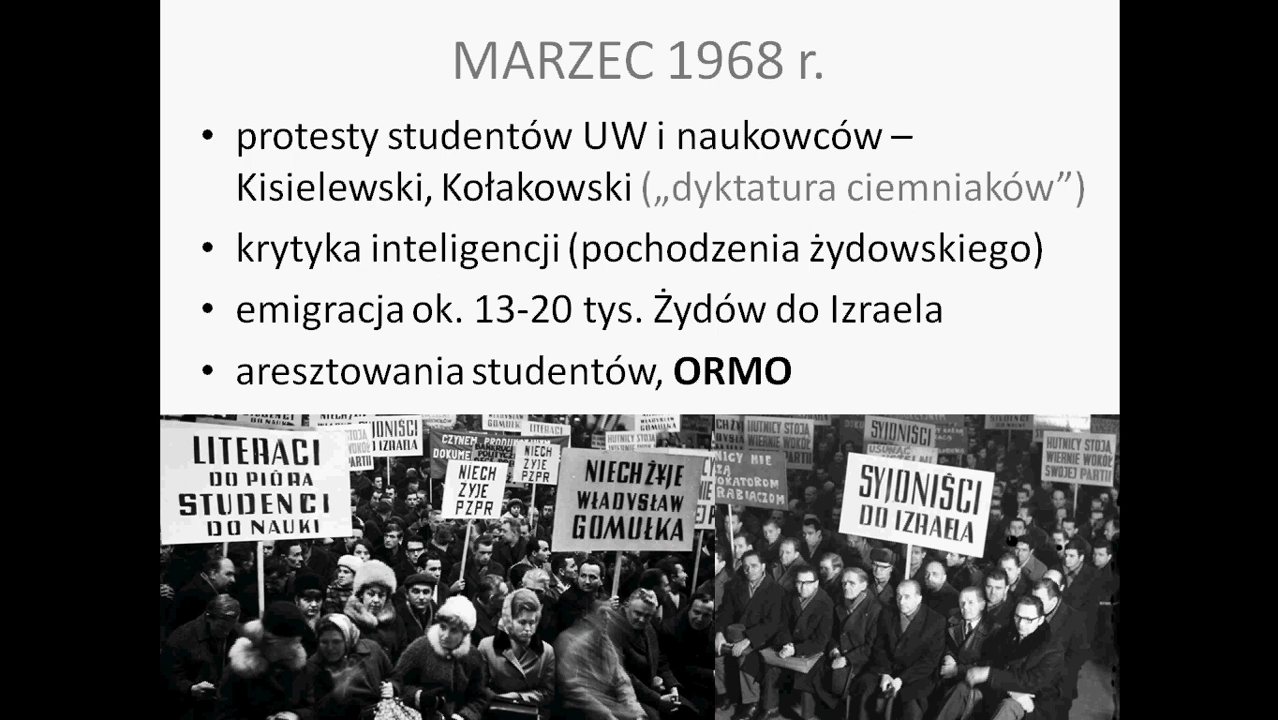 MARZEC 1968 r.
• protesty studentów UW i naukowców –
Kisielewski, Kołakowski („dyktatura ciemniaków”)
• krytyka inteligencji (pochodzenia żydowskiego)
• emigracja ok. 13-20 tys. Żydów do Izraela
• aresztowania studentów, ORMO
LITERACI
DO PIÓRA
STUDENCI
DO NAUKI
NIECH
ŻYJE
PZPR
NIECH
ŻYJE
PZPR
NIECH ŻYJE
WŁADYSŁAW
GOMUŁKA
SYJONIŚCI
SYJONIŚCI
DO IZRAELA
HUTNICY STOJĄ
WIERNIE WOKÓŁ
SWOJEJ PARTII